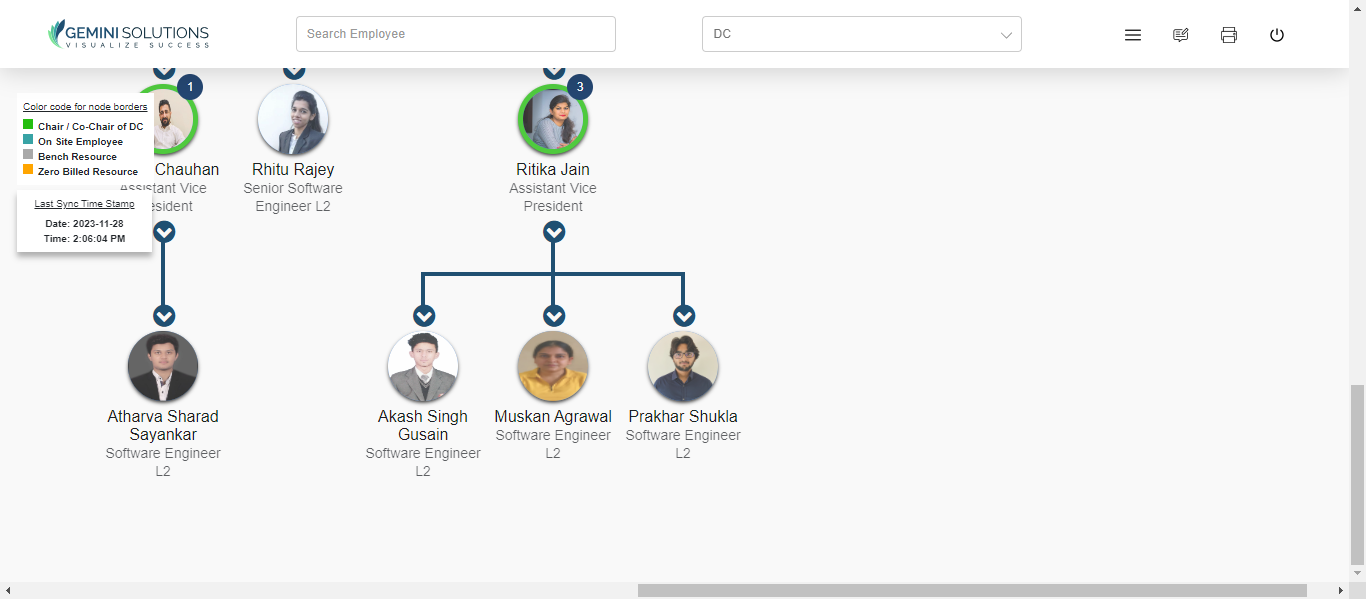 GEMINI SOLUTIONS
VISUALIZE SUCCESS
Search Employee
DC
1
3
Color code for node borders
Chair / Co-Chair of DC
On Site Employee
Bench Resource
Zero Billed Resource
Last Sync Time Stamp
Date: 2023-11-28
Time: 2:06:04 PM
Chauhan
Assistant Vice
esident
Rhitu Rajey
Senior Software
Engineer L2
Ritika Jain
Assistant Vice
President
Atharva Sharad
Sayankar
Software Engineer
L2
Akash Singh
Gusain
Software Engineer
L2
Muskan Agrawal
Software Engineer
L2
Prakhar Shukla
Software Engineer
L2